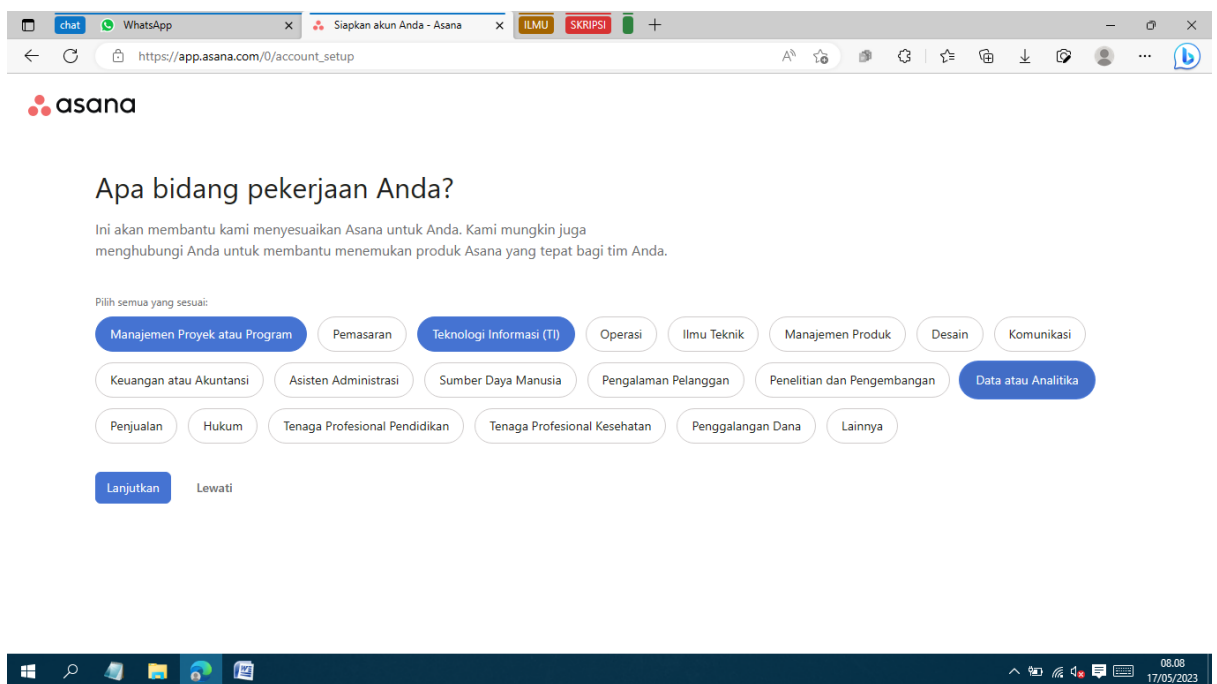 chat WhatsApp Siapkan akun Anda - Asana ILMU SKRIPSI
https://app.asana.com/0/account_setup
asana
Apa bidang pekerjaan Anda?
Ini akan membantu kami menyesuaikan Asana untuk Anda. Kami mungkin juga
menghubungi Anda untuk membantu menemukan produk Asana yang tepat bagi tim Anda.
Pilih semua yang sesuai:
Manajemen Proyek atau Program Pemasaran Teknologi Informasi (TI) Operasi Ilmu Teknik Manajemen Produk Desain Komunikasi
Keuangan atau Akuntansi Asisten Administrasi Sumber Daya Manusia Pengalaman Pelanggan Penelitian dan Pengembangan Data atau Analitika
Penjualan Hukum Tenaga Profesional Pendidikan Tenaga Profesional Kesehatan Penggalangan Dana Lainnya
Lanjutkan Lewati
08.08
17/05/2023